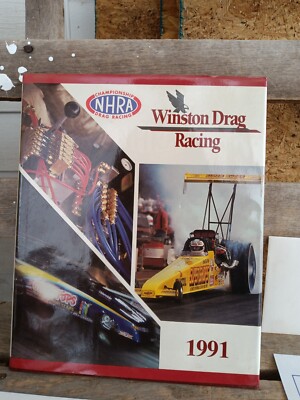 CHAMPIONSHIP
NHRA
DRAG RACING
Winston Drag
Racing
1991